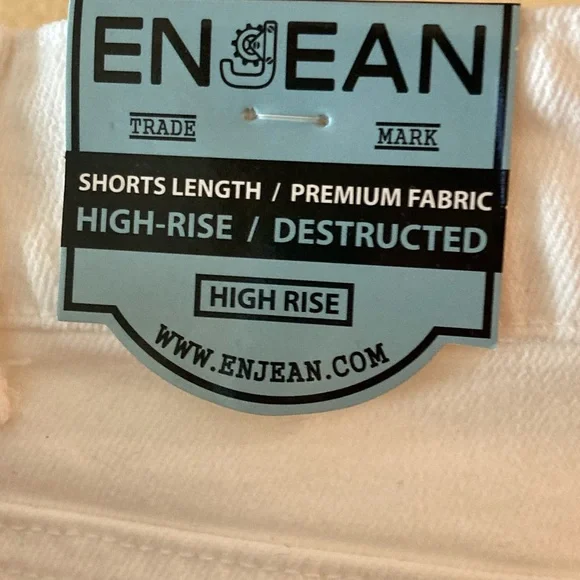 ENJEAN
TRADE MARK
SHORTS LENGTH / PREMIUM FABRIC
HIGH-RISE / DESTRUCTED
HIGH RISE
WWW.ENJEAN.COM